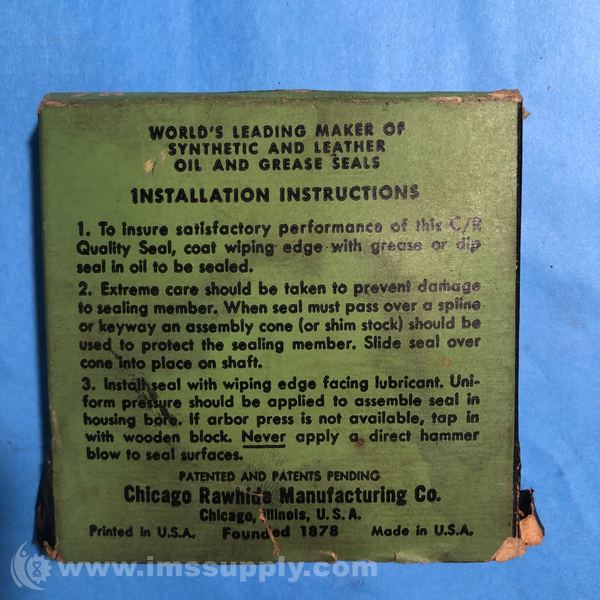 WORLD'S LEADING MAKER OF
SYNTHETIC AND LEATHER
OIL AND GREASE SEALS
INSTALLATION INSTRUCTIONS
1. To insure satisfactory performance of this C/R
Quality Seal, coat wiping edge with grease or dip
seal in oil to be sealed.
2. Extreme care should be taken to prevent damage
to sealing member. When seal must pass over a spline
or keyway an assembly cone (or shim stock) should be
used to protect the sealing member. Slide seal over
cone into place on shaft.
3. Install seal with wiping edge facing lubricant. Uni-
form pressure should be applied to assemble seal in
housing bore. If arbor press is not available, tap in
with wooden block. Never apply a direct hammer
blow to seal surfaces.
PATENTED AND PATENTS PENDING
Chicago Rawhide Manufacturing Co.
Chicago, Illinois, U. S. A.
Printed in U.S.A. Founded 1878 Made in U.S.A.
www.imssupply.com/